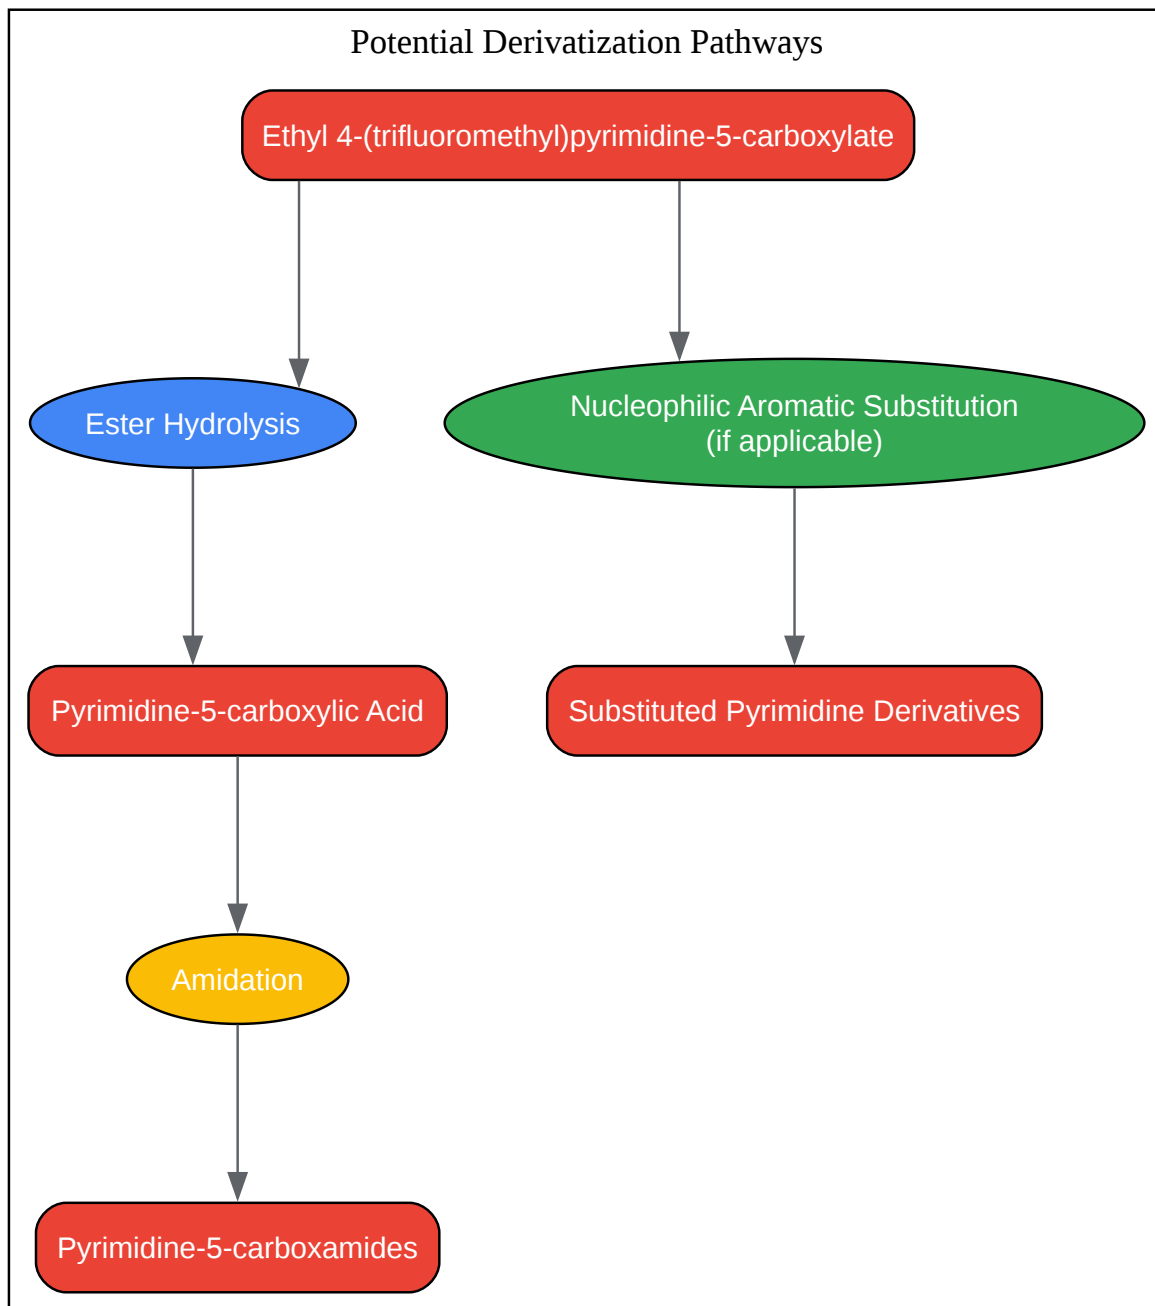 Potential Derivatization Pathways
Ethyl 4-(trifluoromethyl)pyrimidine-5-carboxylate
Ester Hydrolysis
Nucleophilic Aromatic Substitution
(if applicable)
Pyrimidine-5-carboxylic Acid
Substituted Pyrimidine Derivatives
Amidation
Pyrimidine-5-carboxamides